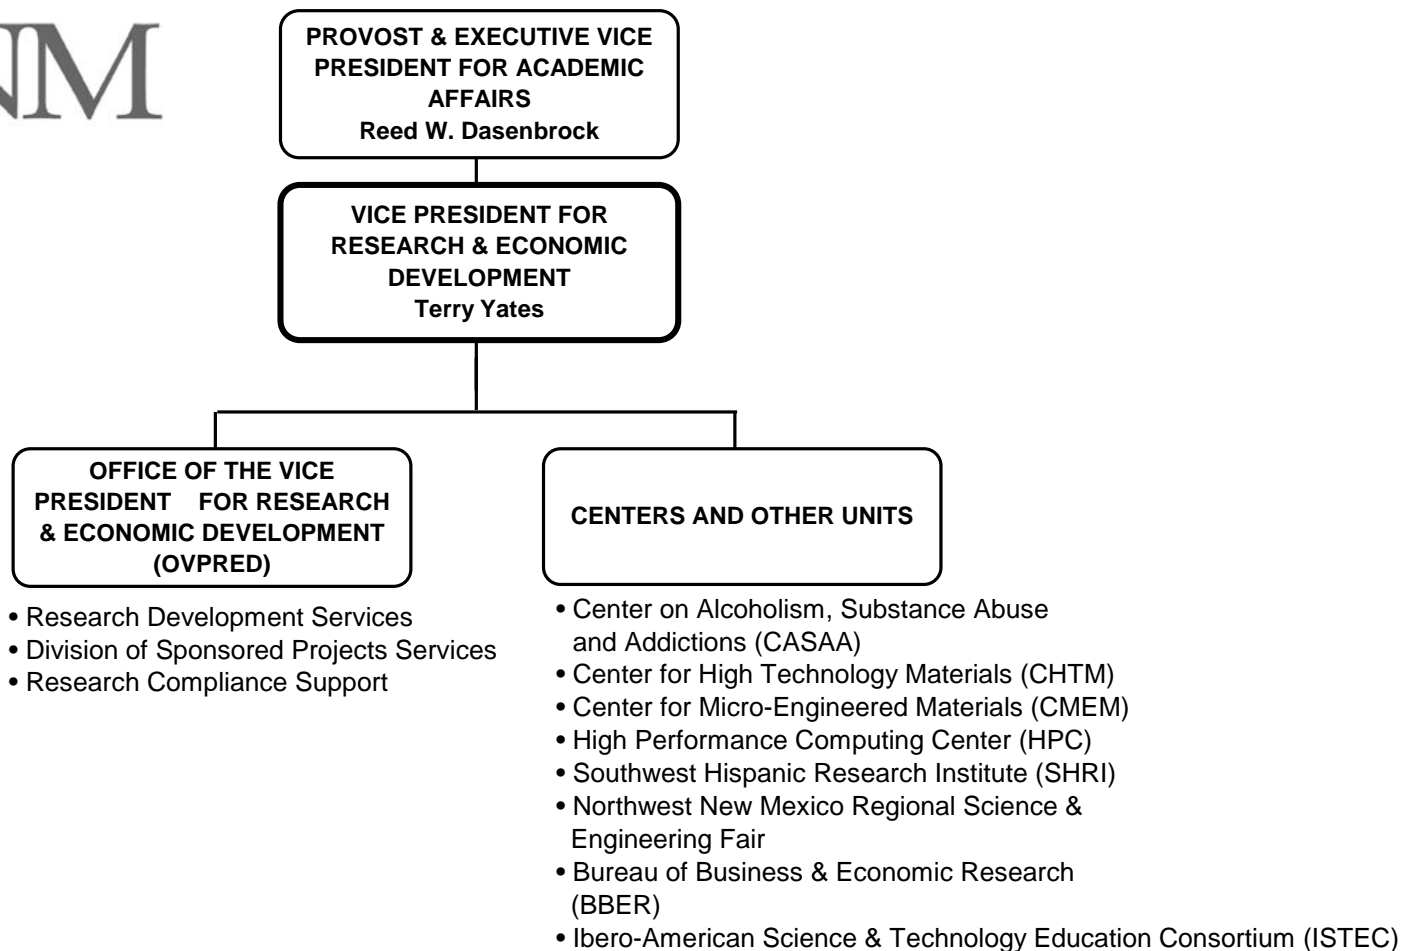 NM
PROVOST & EXECUTIVE VICE
PRESIDENT FOR ACADEMIC
AFFAIRS
Reed W. Dasenbrock
VICE PRESIDENT FOR
RESEARCH & ECONOMIC
DEVELOPMENT
Terry Yates
OFFICE OF THE VICE
PRESIDENT FOR RESEARCH
& ECONOMIC DEVELOPMENT
(OVPRED)
• Research Development Services
• Division of Sponsored Projects Services
• Research Compliance Support
CENTERS AND OTHER UNITS
• Center on Alcoholism, Substance Abuse
and Addictions (CASAA)
• Center for High Technology Materials (CHTM)
• Center for Micro-Engineered Materials (CMEM)
• High Performance Computing Center (HPC)
• Southwest Hispanic Research Institute (SHRI)
• Northwest New Mexico Regional Science &
Engineering Fair
• Bureau of Business & Economic Research
(BBER)
• Ibero-American Science & Technology Education Consortium (ISTEC)